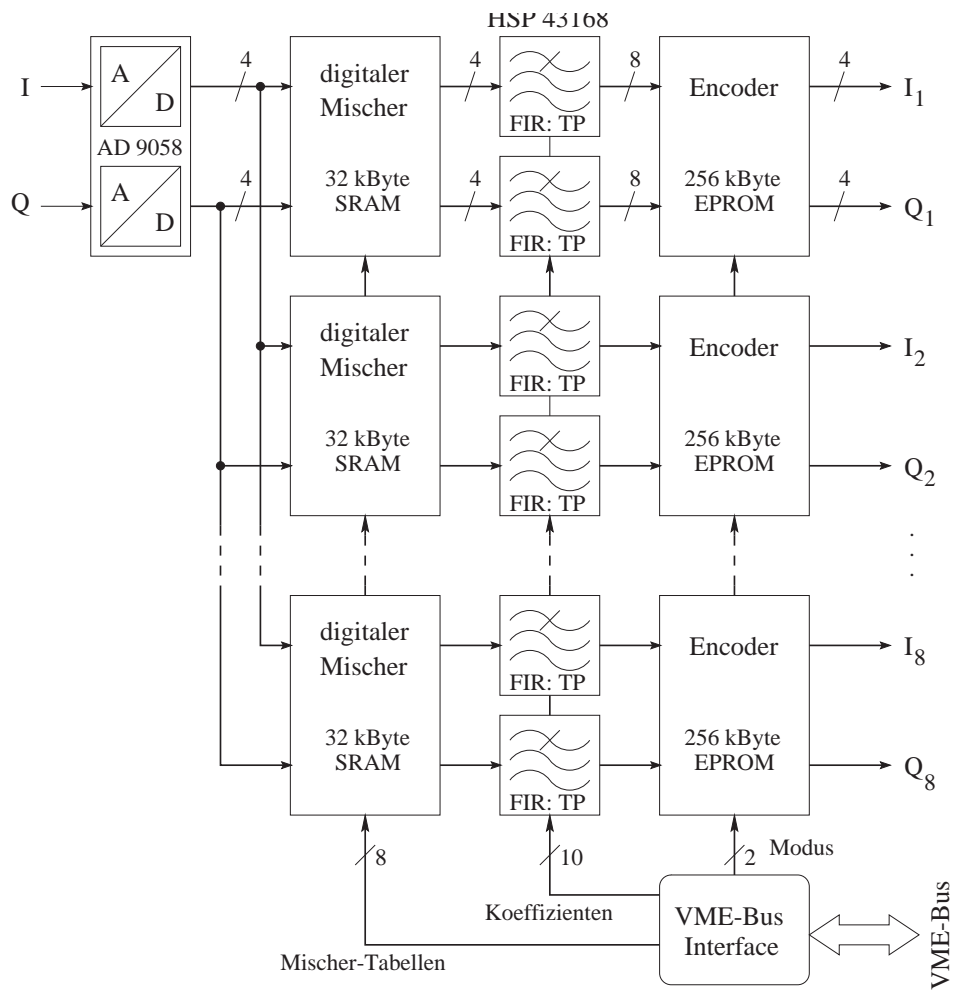 HSP 43168
I
A
D
4
digitaler
Mischer
4
FIR: TP
8
Encoder
4
I1
AD 9058
Q
A
D
4
32 kByte
SRAM
4
FIR: TP
8
256 kByte
EPROM
4
Q1
digitaler
Mischer
FIR: TP
Encoder
I2
32 kByte
SRAM
FIR: TP
256 kByte
EPROM
Q2
. . .
digitaler
Mischer
FIR: TP
Encoder
I8
32 kByte
SRAM
FIR: TP
256 kByte
EPROM
Q8
8
10
2
Modus
Koeffizienten
Mischer-Tabellen
VME-Bus
Interface
VME-Bus